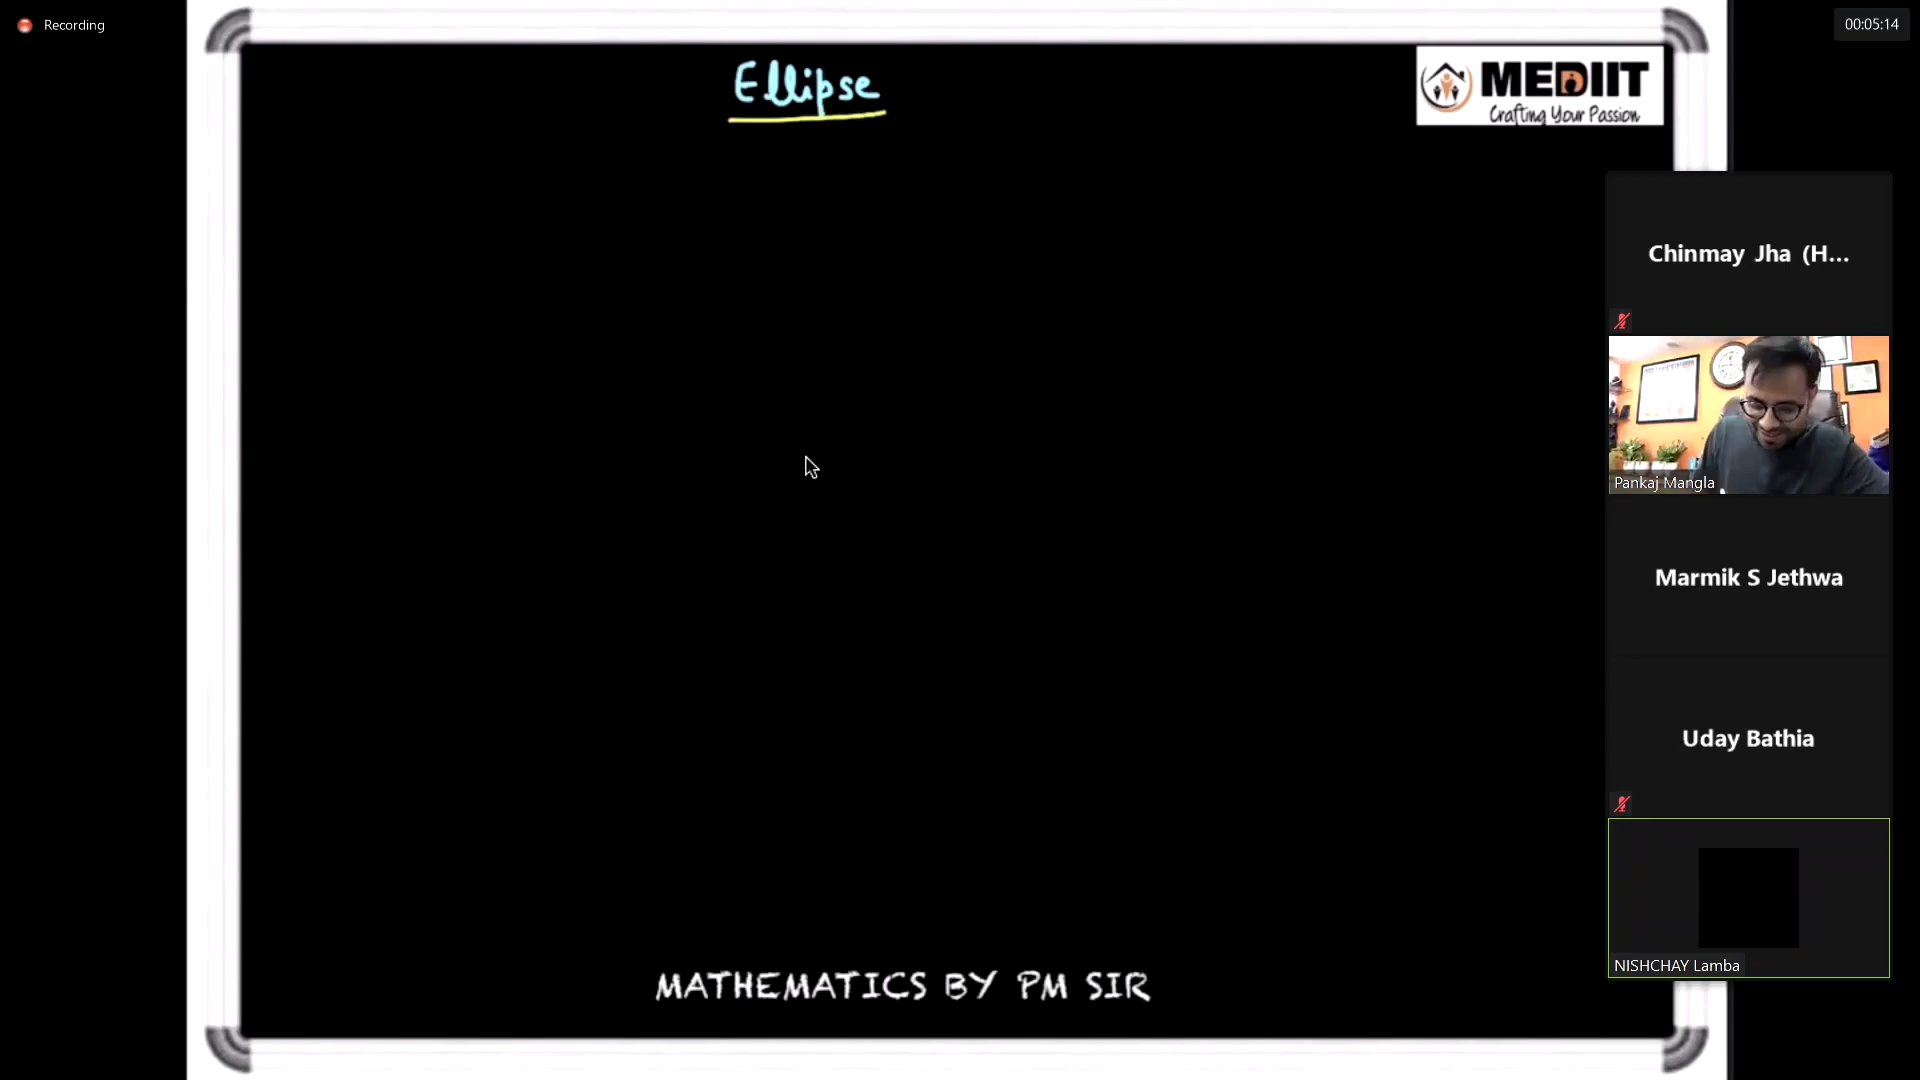 Recording
00:05:14
Ellipse
MEDIIT
Crafting Your Passion
Chinmay Jha (H...
Pankaj Mangla
Marmik S Jethwa
Uday Bathia
NISHCHAY Lamba
MATHEMATICS BY PM SIR